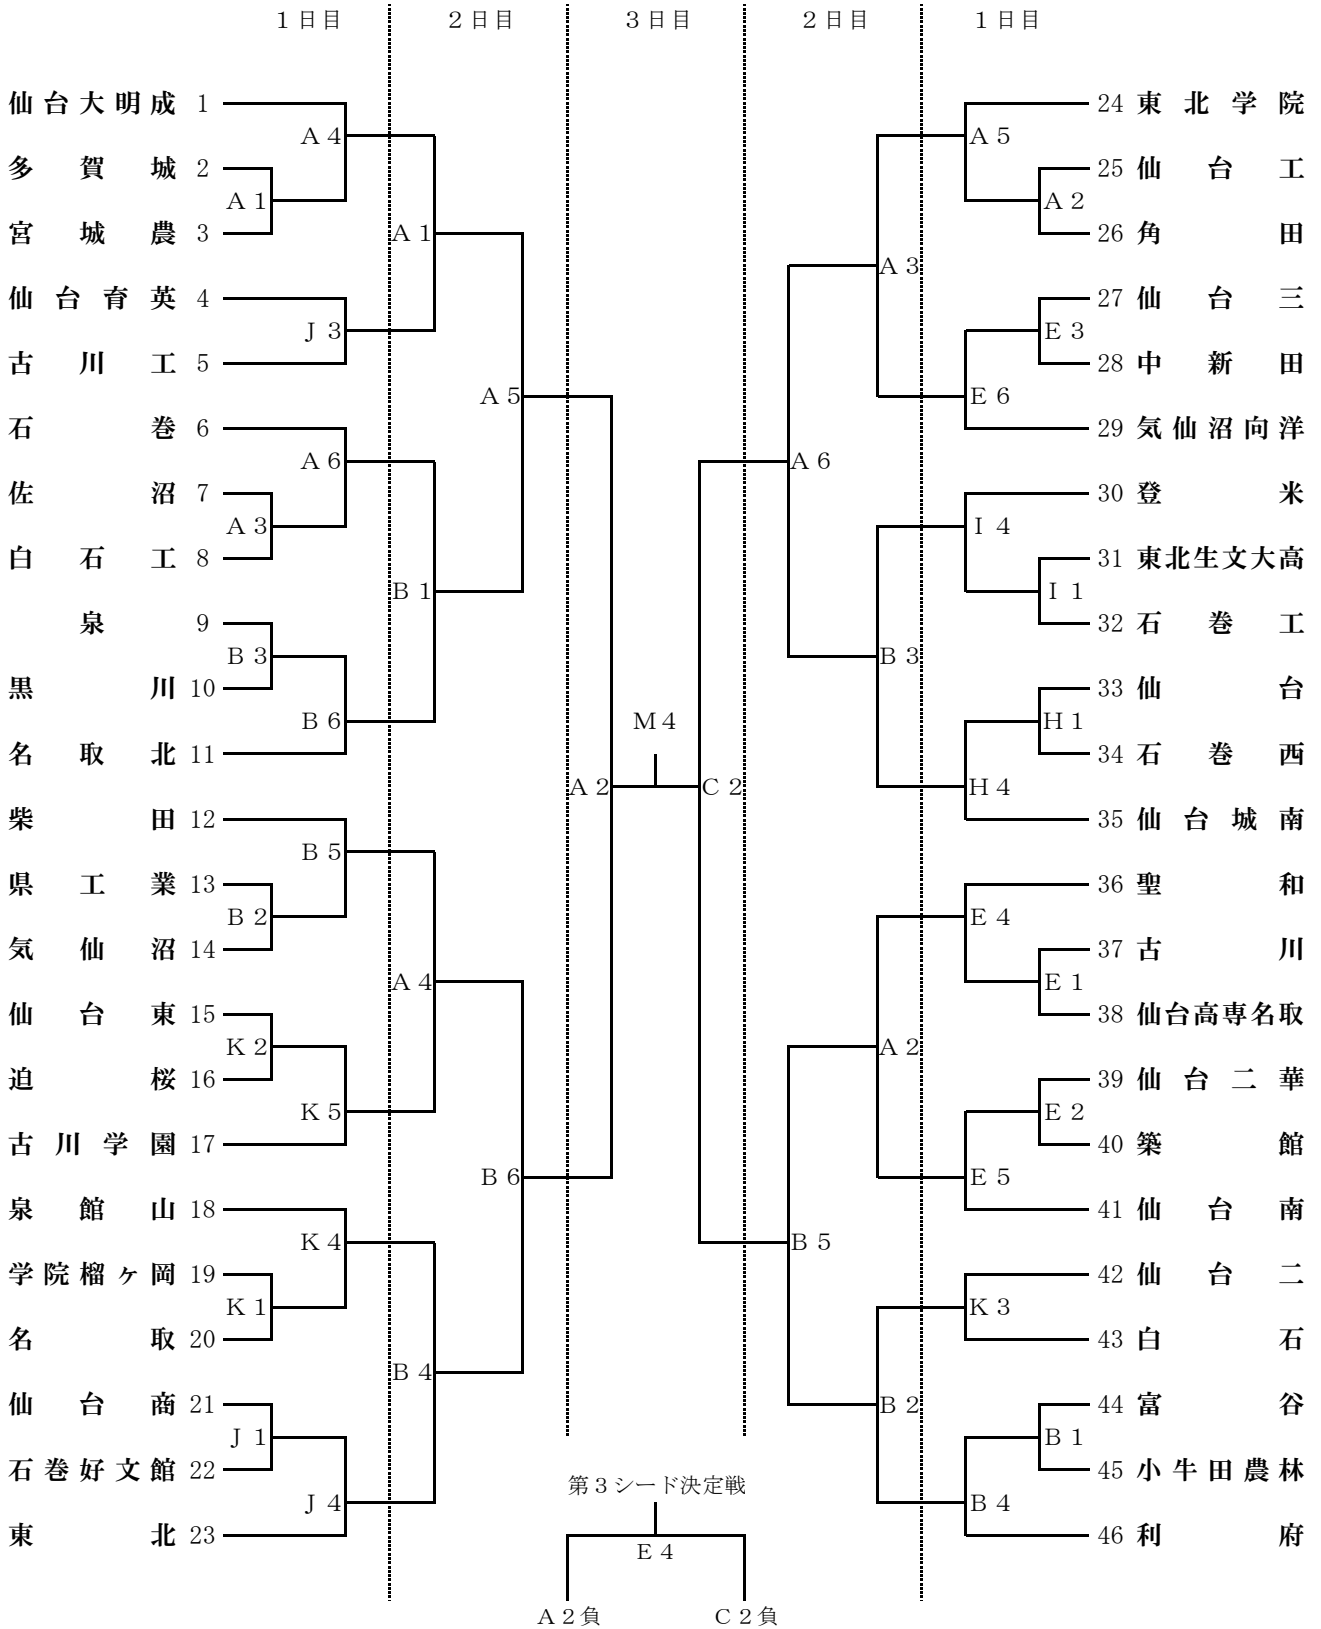 １日目 ２日目 ３日目 ２日目 １日目
仙台大明成 1 24 東北学院
A４ A５
多賀城 2 25 仙台工
A１ A２
宮城農 3 A１ 26 角田
A３
仙台育英 4 27 仙台三
J３ E３
古川工 5 28 中新田
A５ E６
石巻 6 29 気仙沼向洋
A６ A６
佐沼 7 30 登米
A３ I４
白石工 8 31 東北生文大高
B１ I１
泉 9 32 石巻工
B３ B３
黒川 10 33 仙台
B６ M４ H１
名取北 11 34 石巻西
A２ C２ H４
柴田 12 35 仙台城南
B５
県工業 13 36 聖和
B２ E４
気仙沼 14 37 古川
A４ E１
仙台東 15 38 仙台高専名取
K２ A２
迫桜 16 39 仙台二華
K５ E２
古川学園 17 40 築館
B６ E５
泉館山 18 41 仙台南
K４ B５
学院榴ヶ岡 19 42 仙台二
K１ K３
名取 20 43 白石
B４
仙台商 21 B２ 44 富谷
J１ B１
石巻好文館 22 45 小牛田農林
第３シード決定戦
J４ B４
東北 23 46 利府
E４
A２負 C２負